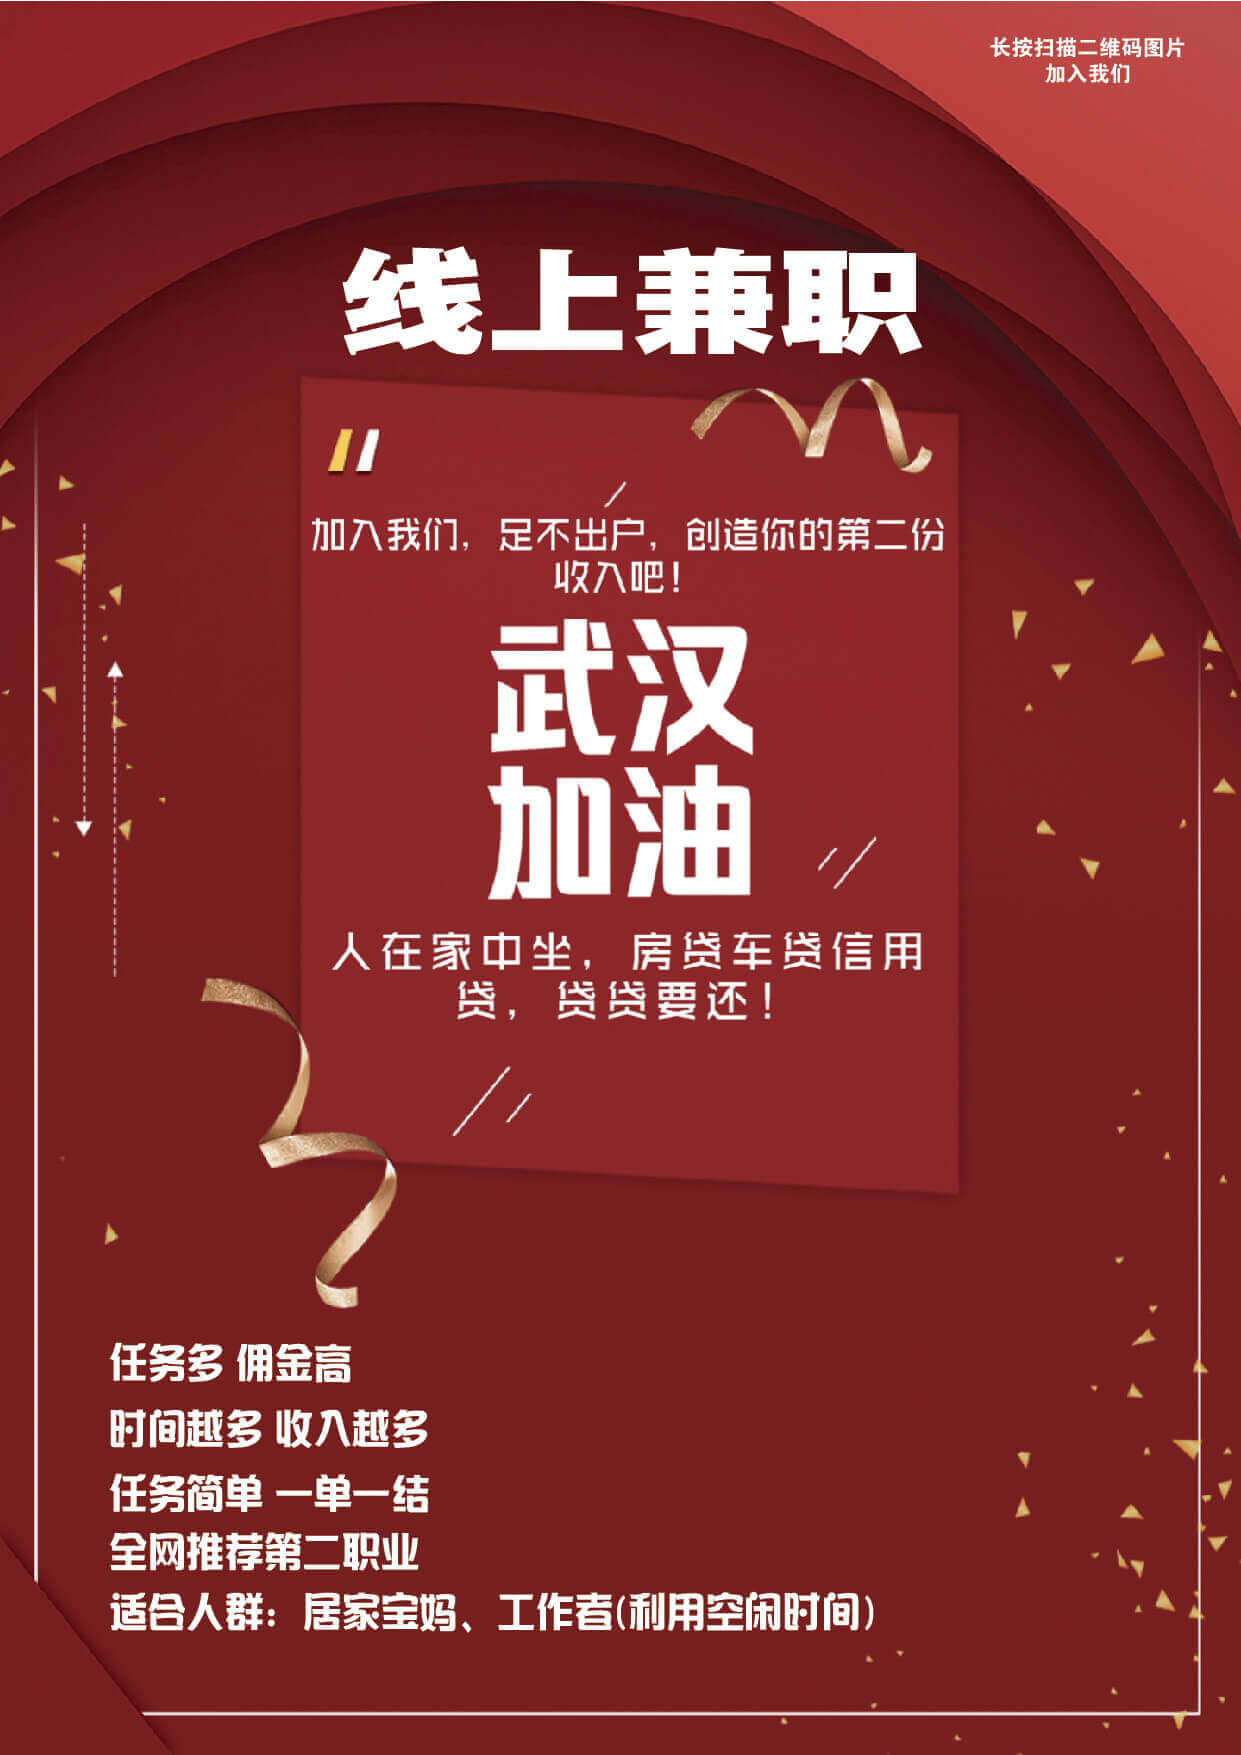 长按扫描二维码图片
加入我们
线上兼职
加入我们，足不出户，创造你的第二份
收入吧！
武汉
加油
人在家中坐，房贷车贷信用
贷，贷贷要还！
任务多 佣金高
时间越多 收入越多
任务简单 一单一结
全网推荐第二职业
适合人群：居家宝妈、工作者(利用空闲时间)